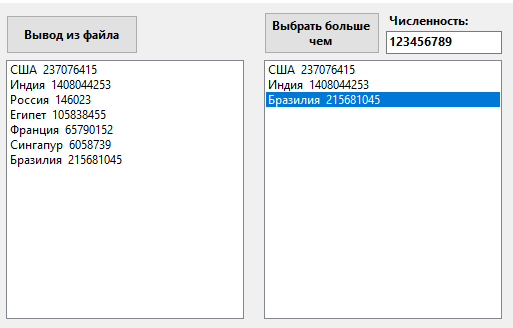 Вывод из файла
Выбрать больше
чем
Численность:
123456789
США 237076415
Индия 1408044253
Россия 146023
Египет 105838455
Франция 65790152
Сингапур 6058739
Бразилия 215681045
США 237076415
Индия 1408044253
Бразилия 215681045